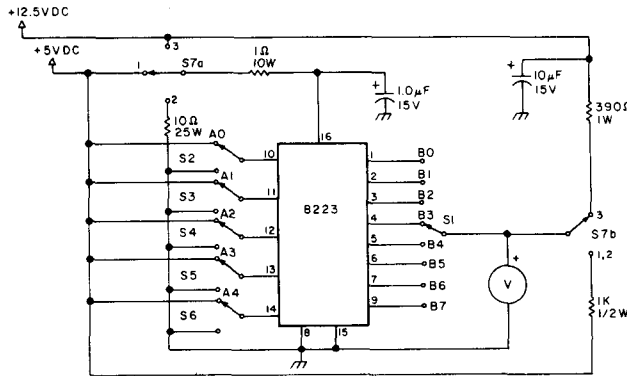 +12.5VDC
+5VDC
3
1
S7a
1Ω
10W
+
1.0μF
15V
+
10μF
15V
390Ω
1W
2
10Ω
25W
16
A0
10
S2
A1
11
S3
A2
12
S4
A3
13
S5
A4
14
S6
8223
8
15
1
B0
2
B1
3
B2
4
B3
S1
5
B4
6
B5
7
B6
9
B7
+
V
3
S7b
1,2
1K
1/2W